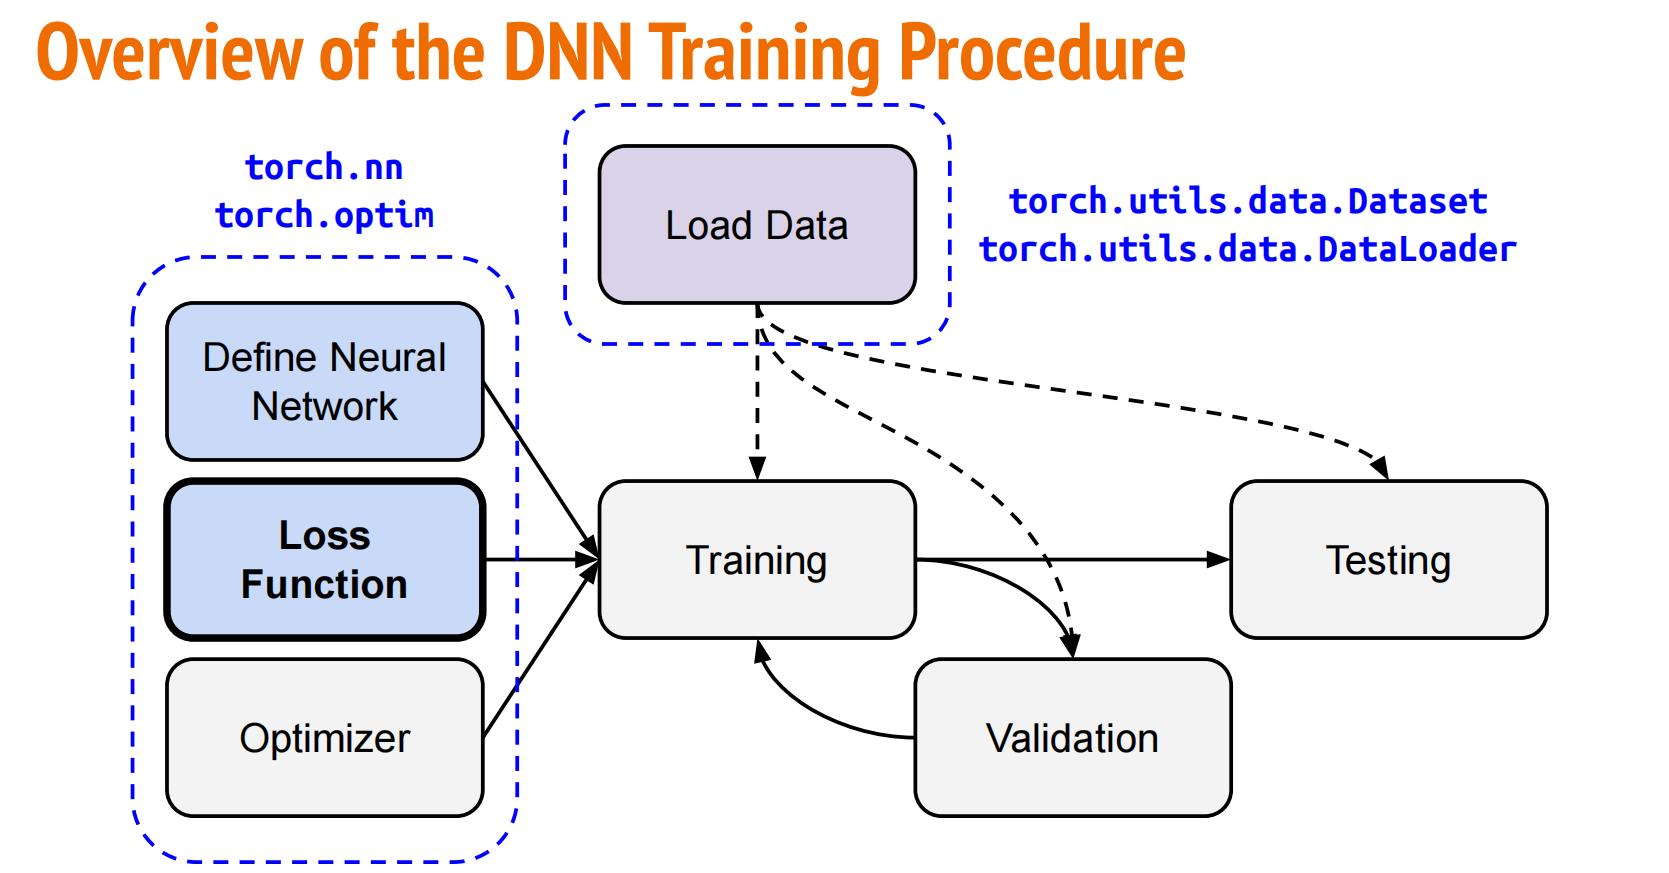 Overview of the DNN Training Procedure
torch.nn
torch.optim
Load Data
torch.utils.data.Dataset
torch.utils.data.DataLoader
Define Neural
Network
Loss
Function
Optimizer
Training
Testing
Validation